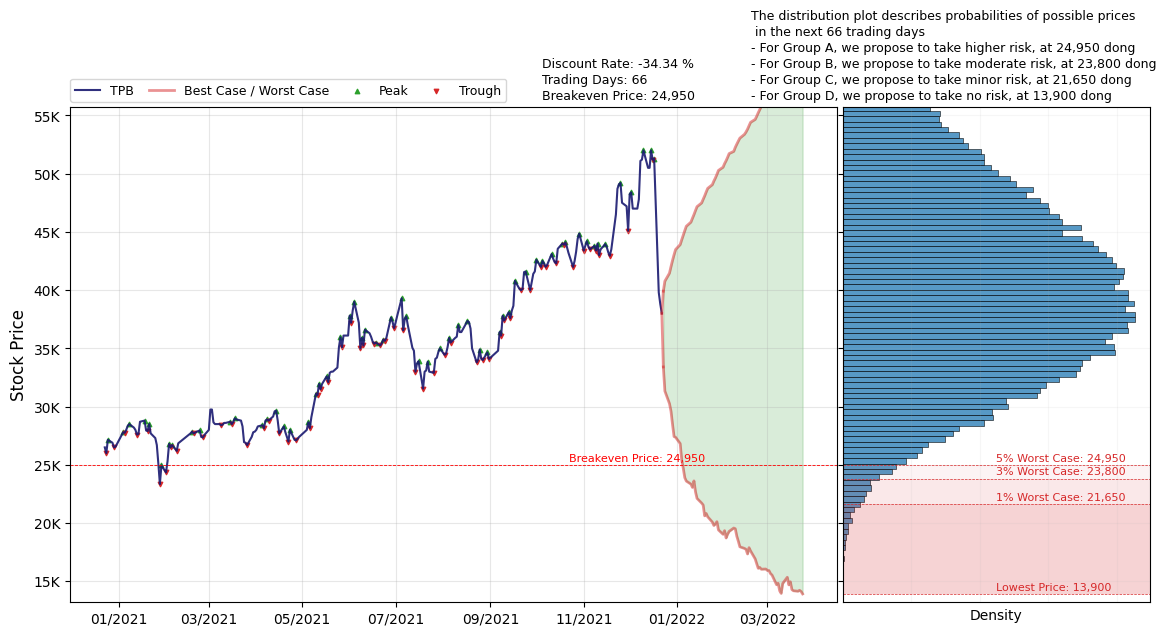 The distribution plot describes probabilities of possible prices
in the next 66 trading days
- For Group A, we propose to take higher risk, at 24,950 dong
- For Group B, we propose to take moderate risk, at 23,800 dong
- For Group C, we propose to take minor risk, at 21,650 dong
- For Group D, we propose to take no risk, at 13,900 dong
Discount Rate: -34.34 %
Trading Days: 66
Breakeven Price: 24,950
TPB
Best Case / Worst Case
Peak
Trough
Stock Price
55K
50K
45K
40K
35K
30K
25K
20K
15K
Breakeven Price: 24,950
5% Worst Case: 24,950
3% Worst Case: 23,800
1% Worst Case: 21,650
Lowest Price: 13,900
01/2021
03/2021
05/2021
07/2021
09/2021
11/2021
01/2022
03/2022
Density